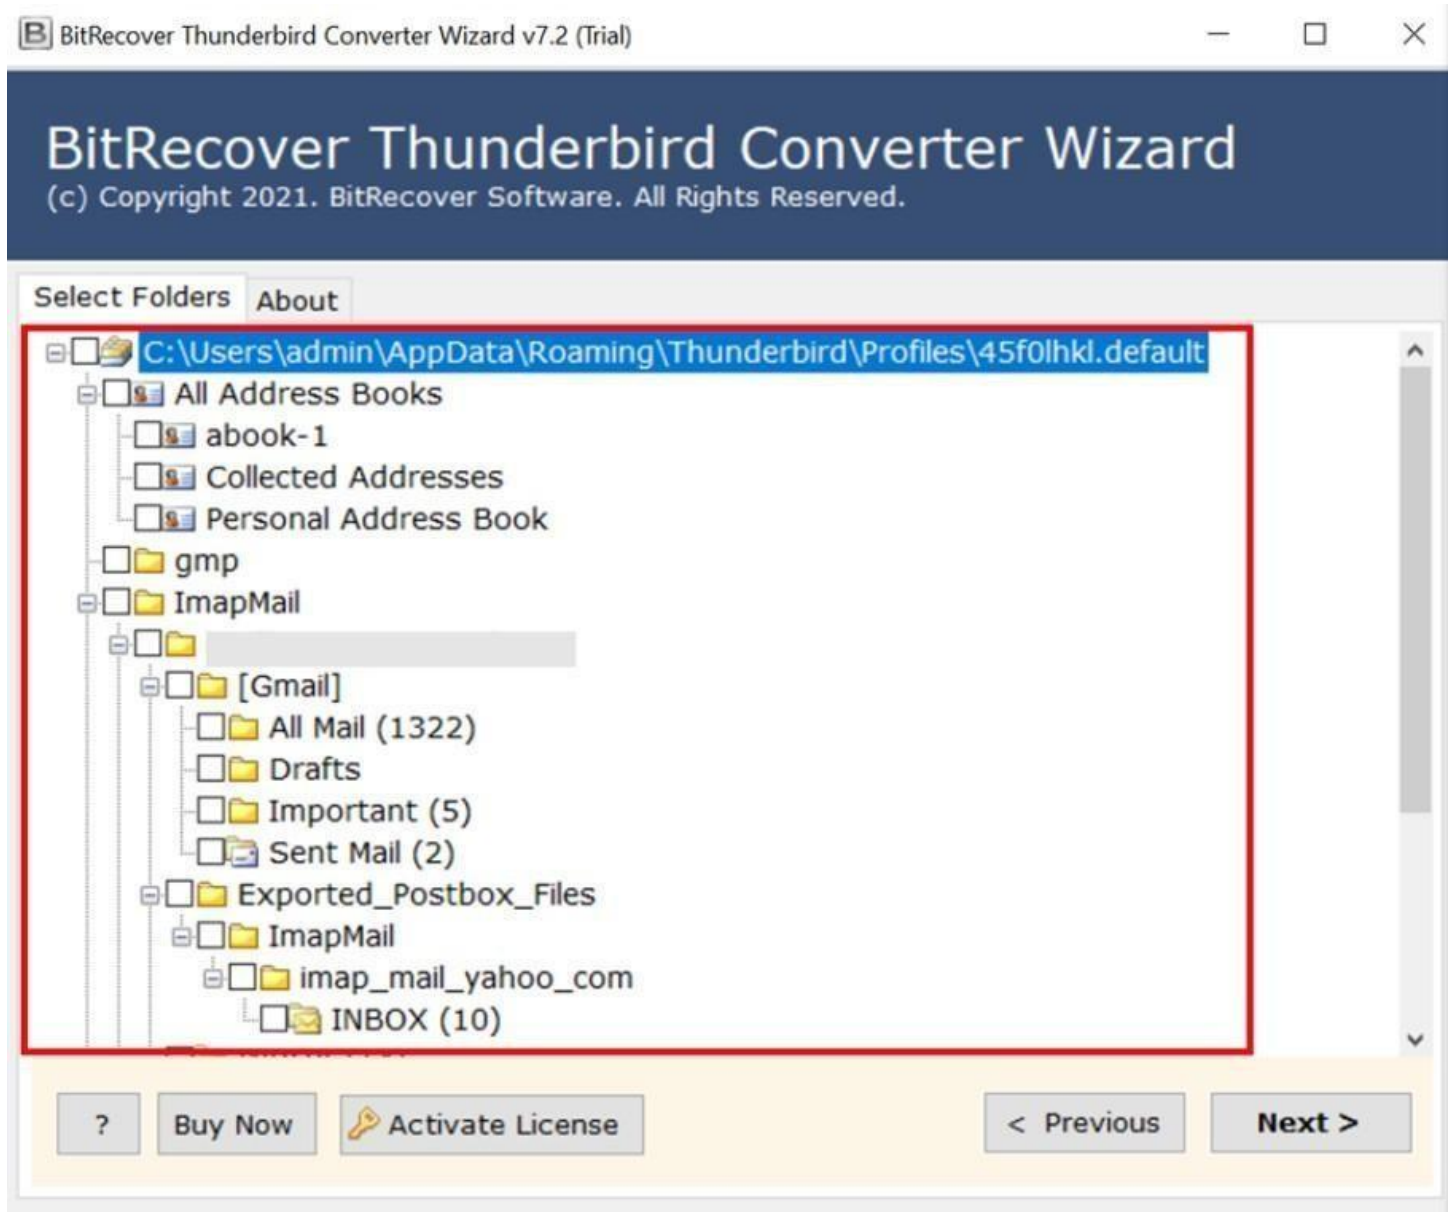 BitRecover Thunderbird Converter Wizard v7.2 (Trial)
BitRecover Thunderbird Converter Wizard
(c) Copyright 2021. BitRecover Software. All Rights Reserved.
Select Folders About
C:\Users\admin\AppData\Roaming\Thunderbird\Profiles\45f0lhkl.default
All Address Books
abook-1
Collected Addresses
Personal Address Book
gmp
ImapMail
[Gmail]
All Mail (1322)
Drafts
Important (5)
Sent Mail (2)
Exported_Postbox_Files
ImapMail
imap_mail_yahoo_com
INBOX (10)
? Buy Now Activate License < Previous Next >